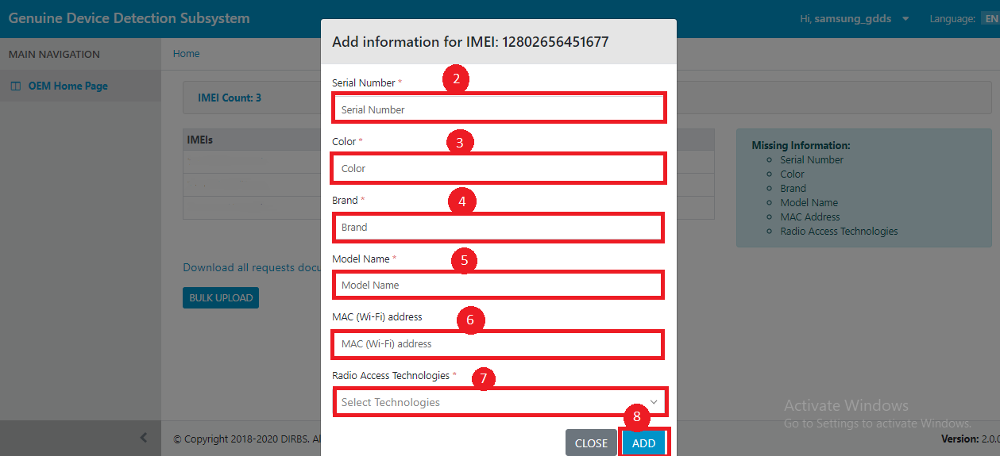 Genuine Device Detection Subsystem
Hi, samsung_gdds
Language: EN
MAIN NAVIGATION
OEM Home Page
Home
IMEI Count: 3
IMEIs
Download all requests docu
BULK UPLOAD
Add information for IMEI: 12802656451677
Serial Number *
2
Serial Number
Color *
3
Color
Brand *
4
Brand
Model Name *
5
Model Name
MAC (Wi-Fi) address
6
MAC (Wi-Fi) address
Radio Access Technologies *
7
Select Technologies
8
CLOSE
ADD
Missing Information:
Serial Number
Color
Brand
Model Name
MAC Address
Radio Access Technologies
Activate Windows
Go to Settings to activate Windows.
© Copyright 2018-2020 DIRBS. Al
Version: 2.0.0